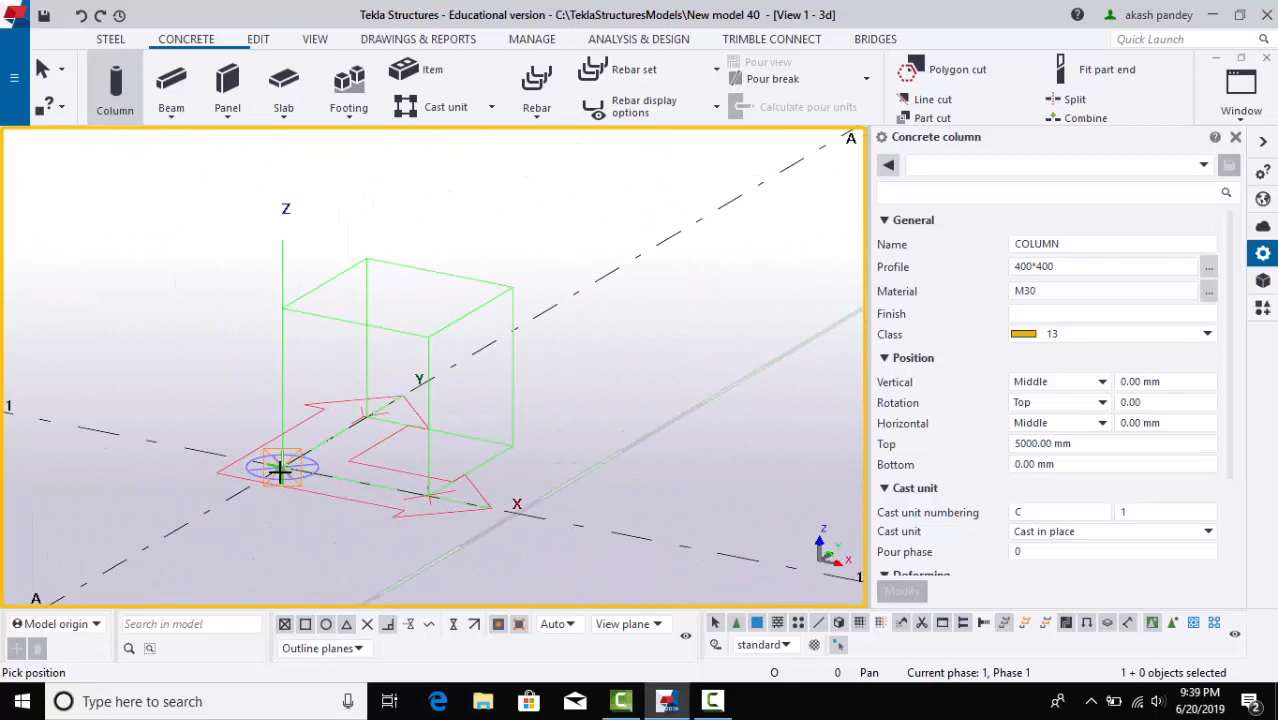 Tekla Structures - Educational version - C:\TeklaStructuresModels\New model 40 - [View 1 - 3d]
akash pandey
STEEL CONCRETE EDIT VIEW DRAWINGS & REPORTS MANAGE ANALYSIS & DESIGN TRIMBLE CONNECT BRIDGES
Quick Launch
Column
Beam
Panel
Slab
Footing
Item
Cast unit
Rebar
Rebar set
Rebar display
options
Pour view
Pour break
Calculate pour units
Polygon cut
Line cut
Part cut
Fit part end
Split
Combine
Window
Z
Y
X
A
A
1
1
Z
Y
X
Concrete column
General
Name COLUMN
Profile 400*400 ...
Material M30 ...
Finish
Class 13
Position
Vertical Middle 0.00 mm
Rotation Top 0.00
Horizontal Middle 0.00 mm
Top 5000.00 mm
Bottom 0.00 mm
Cast unit
Cast unit numbering C 1
Cast unit Cast in place
Pour phase 0
Deforming
Modify
Model origin
Search in model
Auto
View plane
Outline planes
standard
Pick position
O 0 Pan Current phase: 1, Phase 1 1 + 0 objects selected
Type here to search
9:39 PM
6/20/2019
2